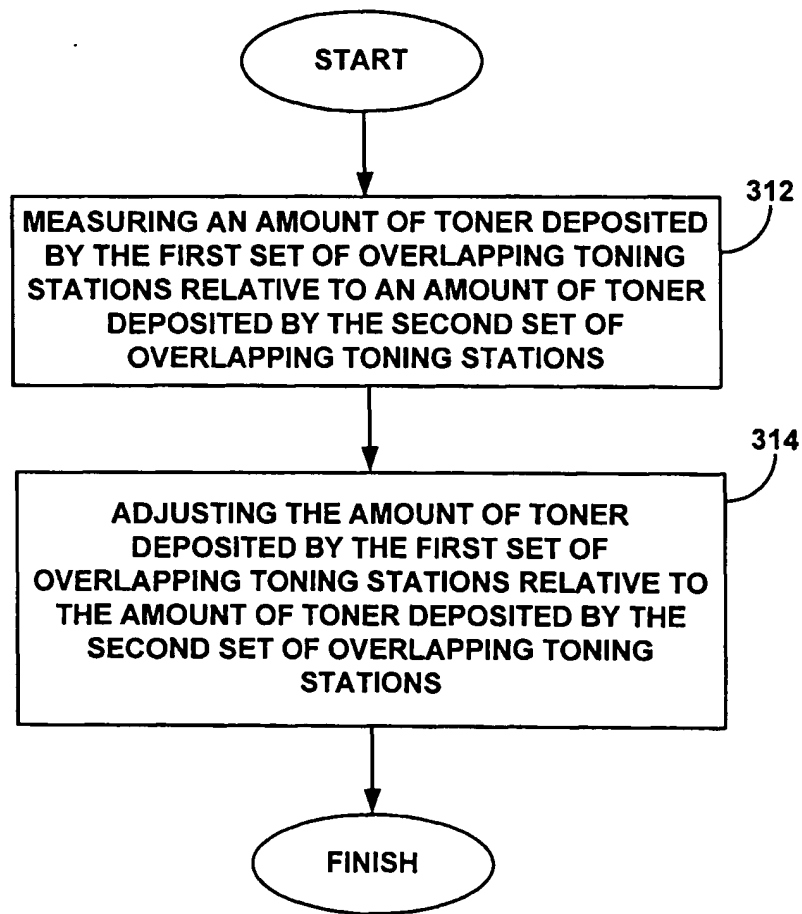 START
312
MEASURING AN AMOUNT OF TONER DEPOSITED
BY THE FIRST SET OF OVERLAPPING TONING
STATIONS RELATIVE TO AN AMOUNT OF TONER
DEPOSITED BY THE SECOND SET OF
OVERLAPPING TONING STATIONS
314
ADJUSTING THE AMOUNT OF TONER
DEPOSITED BY THE FIRST SET OF
OVERLAPPING TONING STATIONS RELATIVE TO
THE AMOUNT OF TONER DEPOSITED BY THE
SECOND SET OF OVERLAPPING TONING
STATIONS
FINISH